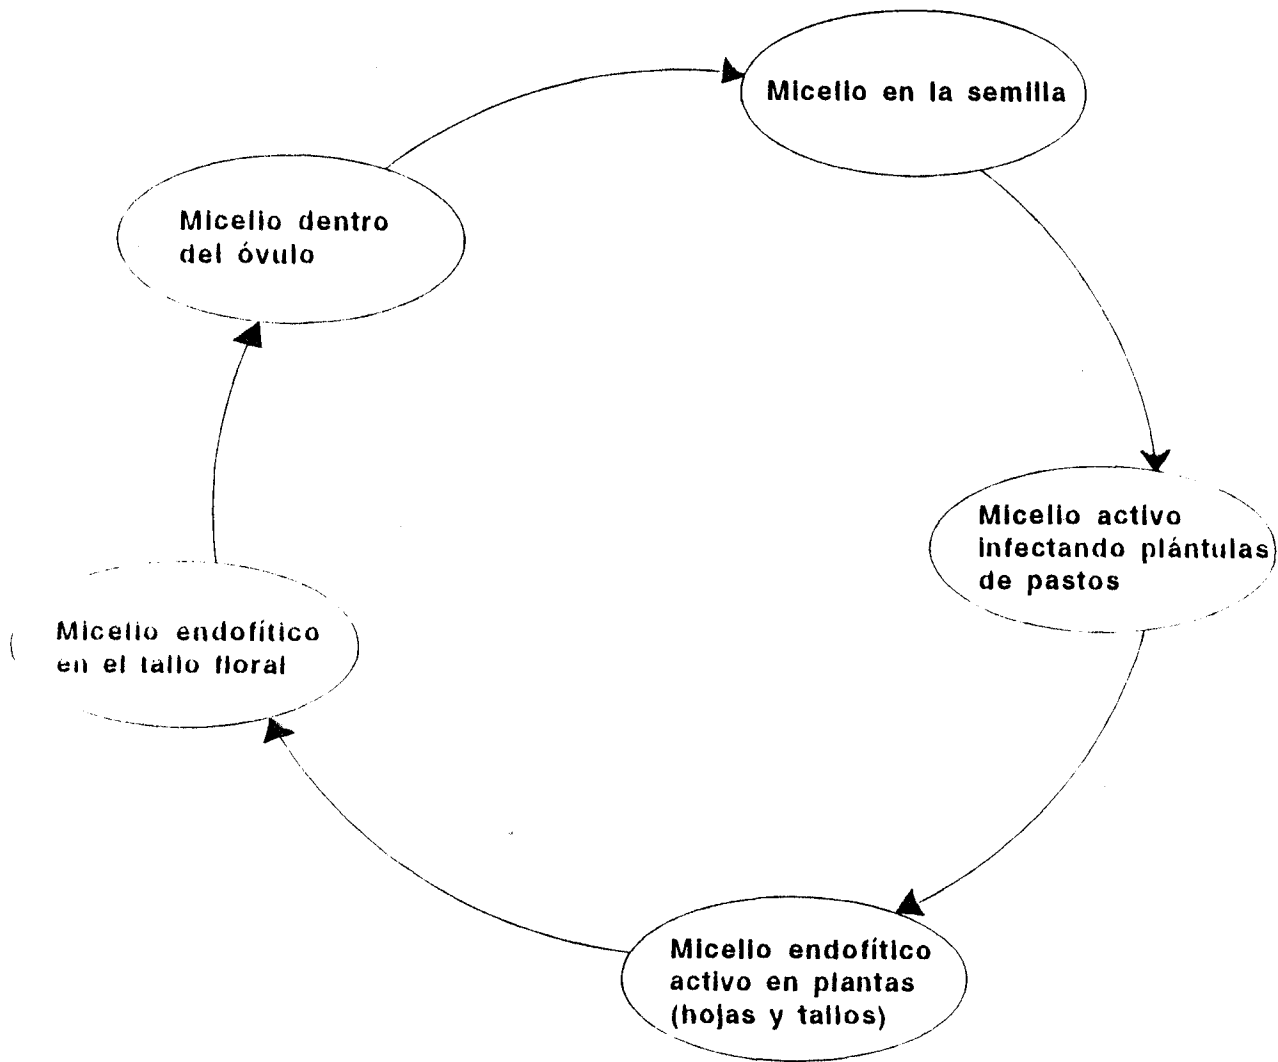 Micelio en la semilla
Micelio dentro
del óvulo
Micelio activo
infectando plántulas
de pastos
Micelio endofítico
en el tallo floral
Micelio endofítico
activo en plantas
(hojas y tallos)